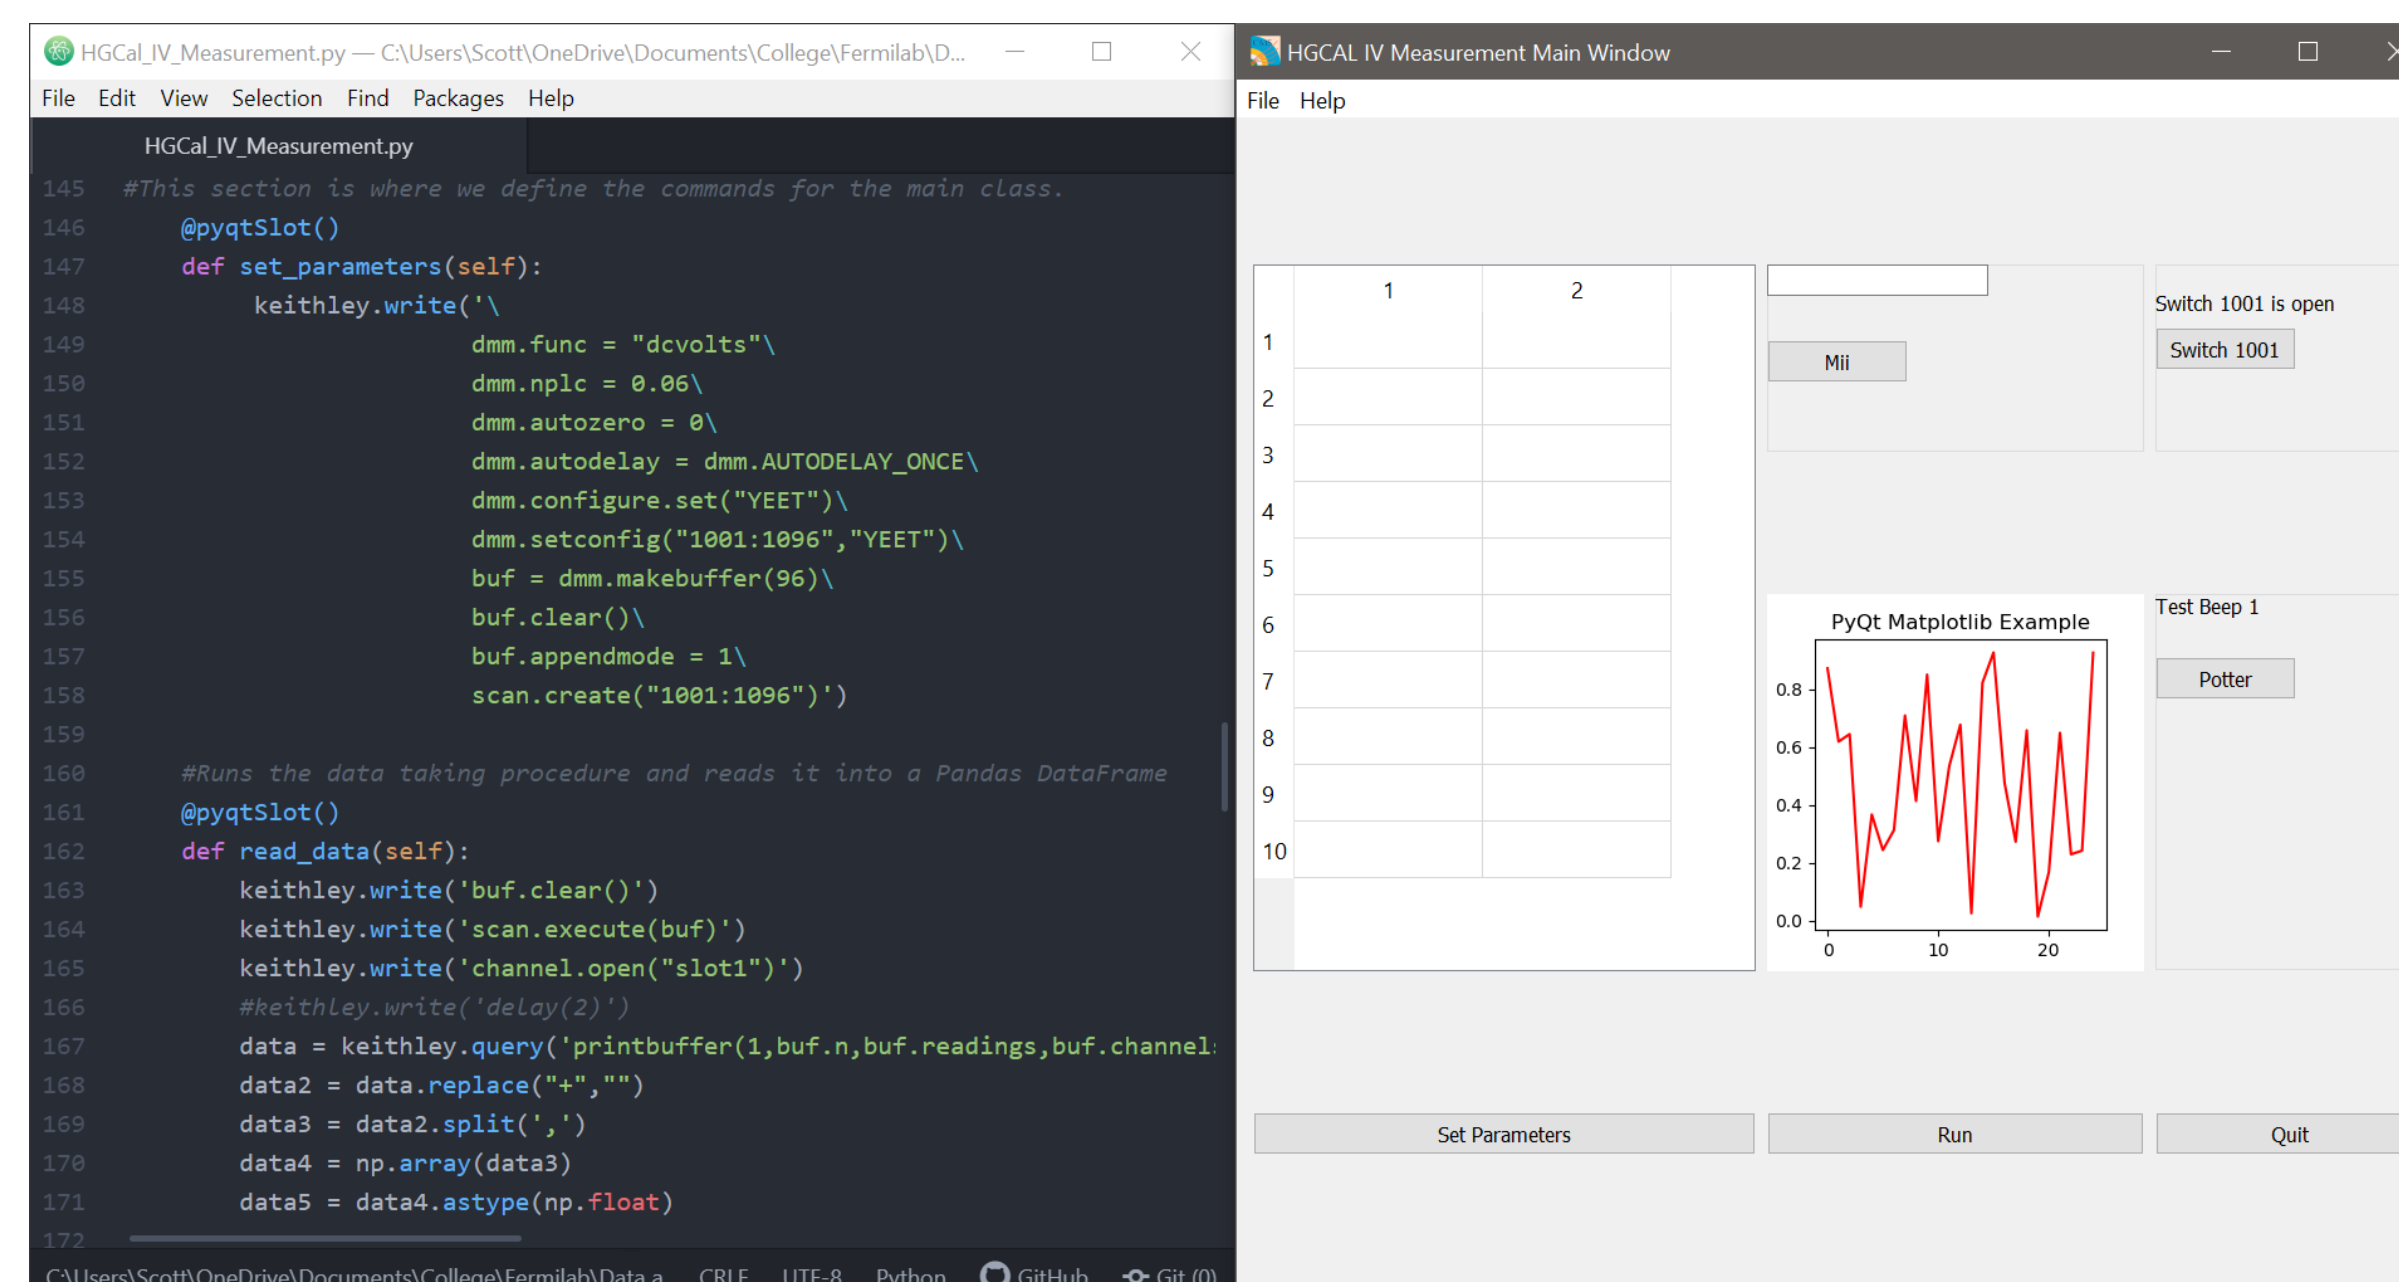 HGCal_IV_Measurement.py — C:\Users\Scott\OneDrive\Documents\College\Fermilab\D...
File Edit View Selection Find Packages Help
HGCal_IV_Measurement.py
145 #This section is where we define the commands for the main class.
146 @pyqtSlot()
147 def set_parameters(self):
148 keithley.write('\
149 dmm.func = "dcvolts"\
150 dmm.nplc = 0.06\
151 dmm.autozero = 0\
152 dmm.autodelay = dmm.AUTODELAY_ONCE\
153 dmm.configure.set("YEET")\
154 dmm.setconfig("1001:1096","YEET")\
155 buf = dmm.makebuffer(96)\
156 buf.clear()\
157 buf.appendmode = 1\
158 scan.create("1001:1096")')
159
160 #Runs the data taking procedure and reads it into a Pandas DataFrame
161 @pyqtSlot()
162 def read_data(self):
163 keithley.write('buf.clear()')
164 keithley.write('scan.execute(buf)')
165 keithley.write('channel.open("slot1")')
166 #keithley.write('delay(2)')
167 data = keithley.query('printbuffer(1,buf.n,buf.readings,buf.channel
168 data2 = data.replace("+","")
169 data3 = data2.split(',')
170 data4 = np.array(data3)
171 data5 = data4.astype(np.float)
172
C:\Users\Scott\OneDrive\Documents\College\Fermilab\Data a CRLF UTF-8 Python GitHub Git (0)
HGCAL IV Measurement Main Window
File Help
1 2
1
2
3
4
5
6
7
8
9
10
Mii
Switch 1001 is open
Switch 1001
PyQt Matplotlib Example
0.8
0.6
0.4
0.2
0.0
0 10 20
Test Beep 1
Potter
Set Parameters Run Quit